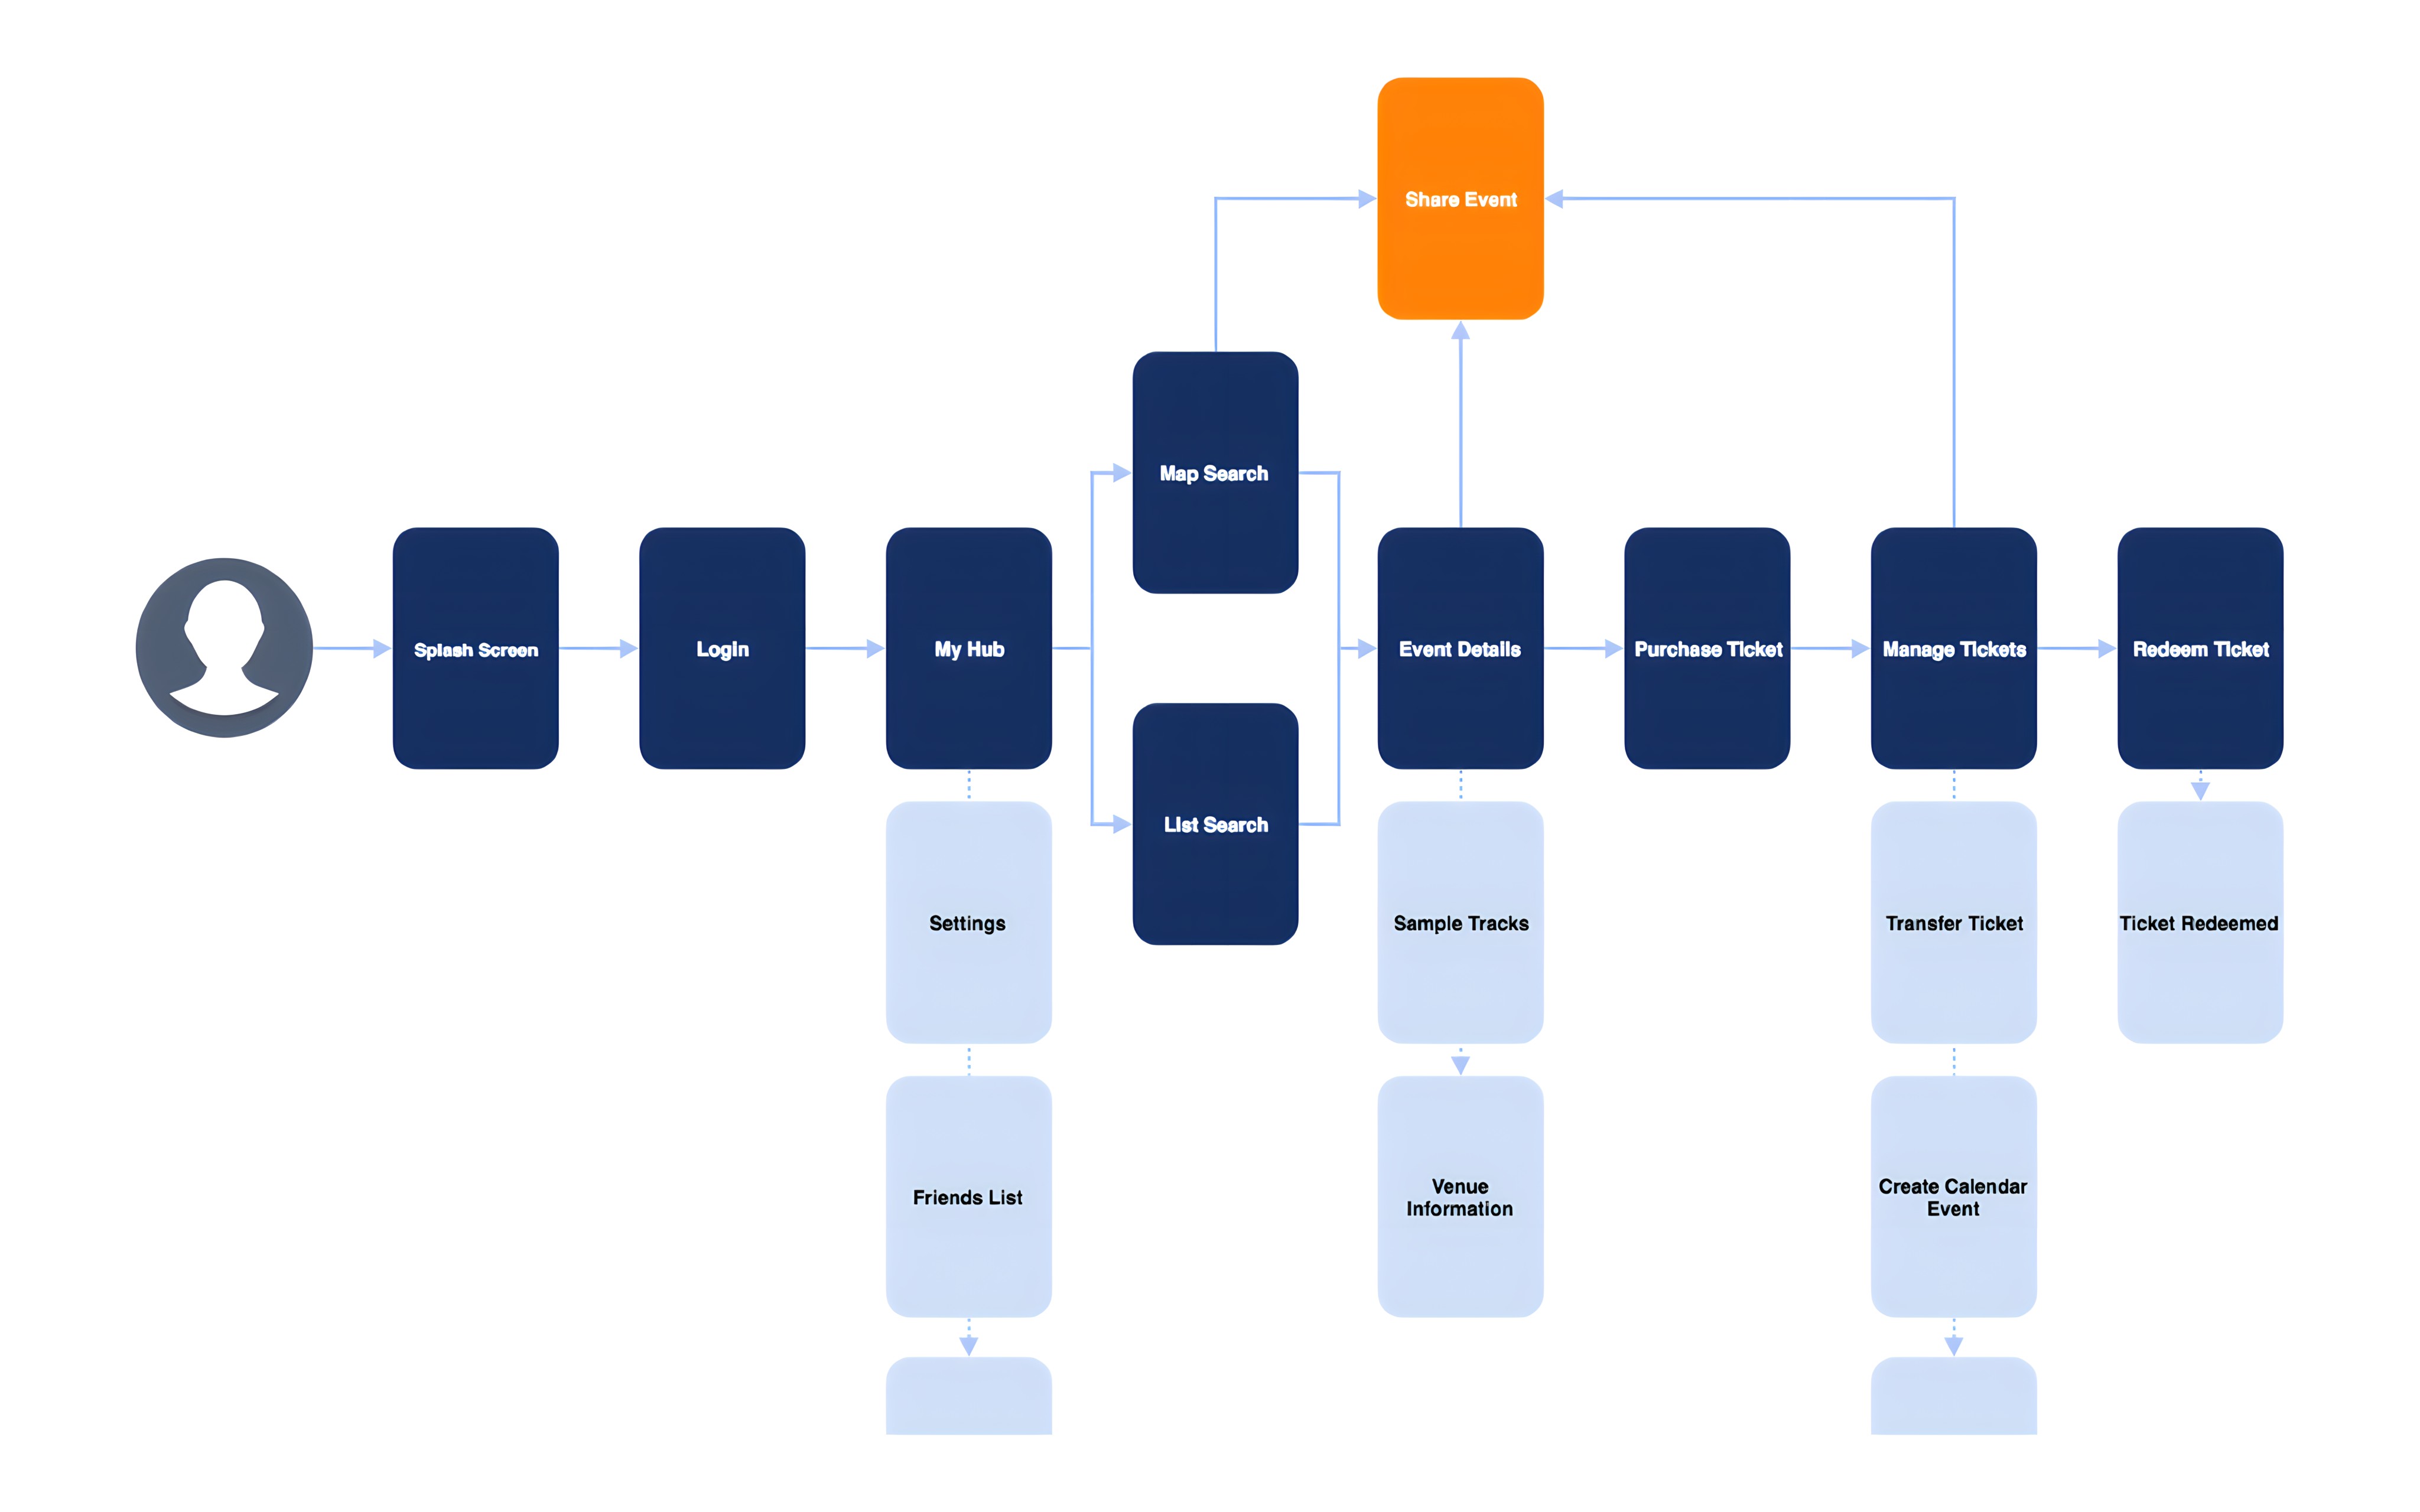 Share Event
Map Search
Splash Screen
Login
My Hub
Event Details
Purchase Ticket
Manage Tickets
Redeem Ticket
List Search
Settings
Sample Tracks
Transfer Ticket
Ticket Redeemed
Friends List
Venue
Information
Create Calendar
Event